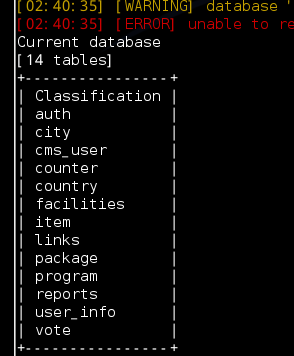 [02:40:35] [WARNING] database '
[02:40:35] [ERROR] unable to re
Current database
[14 tables]
+----------------+
| Classification |
| auth           |
| city           |
| cms_user       |
| counter        |
| country        |
| facilities     |
| item           |
| links          |
| package        |
| program        |
| reports        |
| user_info      |
| vote           |
+----------------+